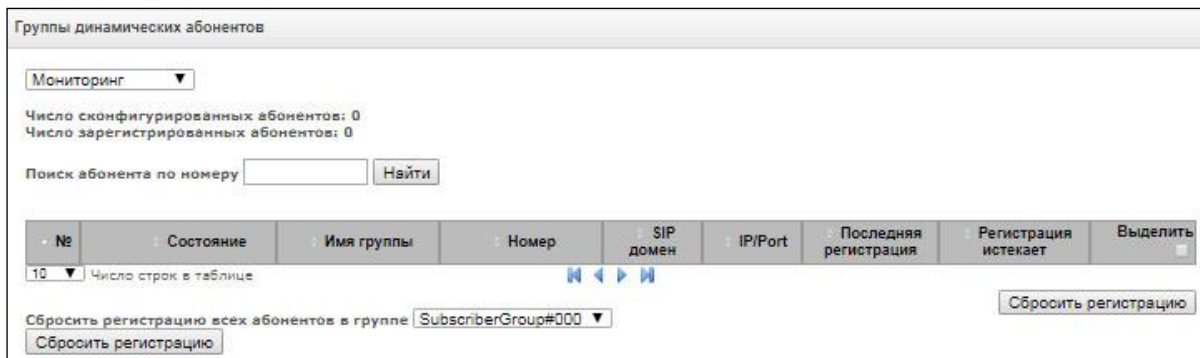 Группы динамических абонентов
Мониторинг
Число сконфигурированных абонентов: 0
Число зарегистрированных абонентов: 0
Поиск абонента по номеру Найти
№ Состояние Имя группы Номер SIP домен IP/Port Последняя регистрация Регистрация истекает Выделить
10 Число строк в таблице
Сбросить регистрацию
Сбросить регистрацию всех абонентов в группе SubscriberGroup#000
Сбросить регистрацию